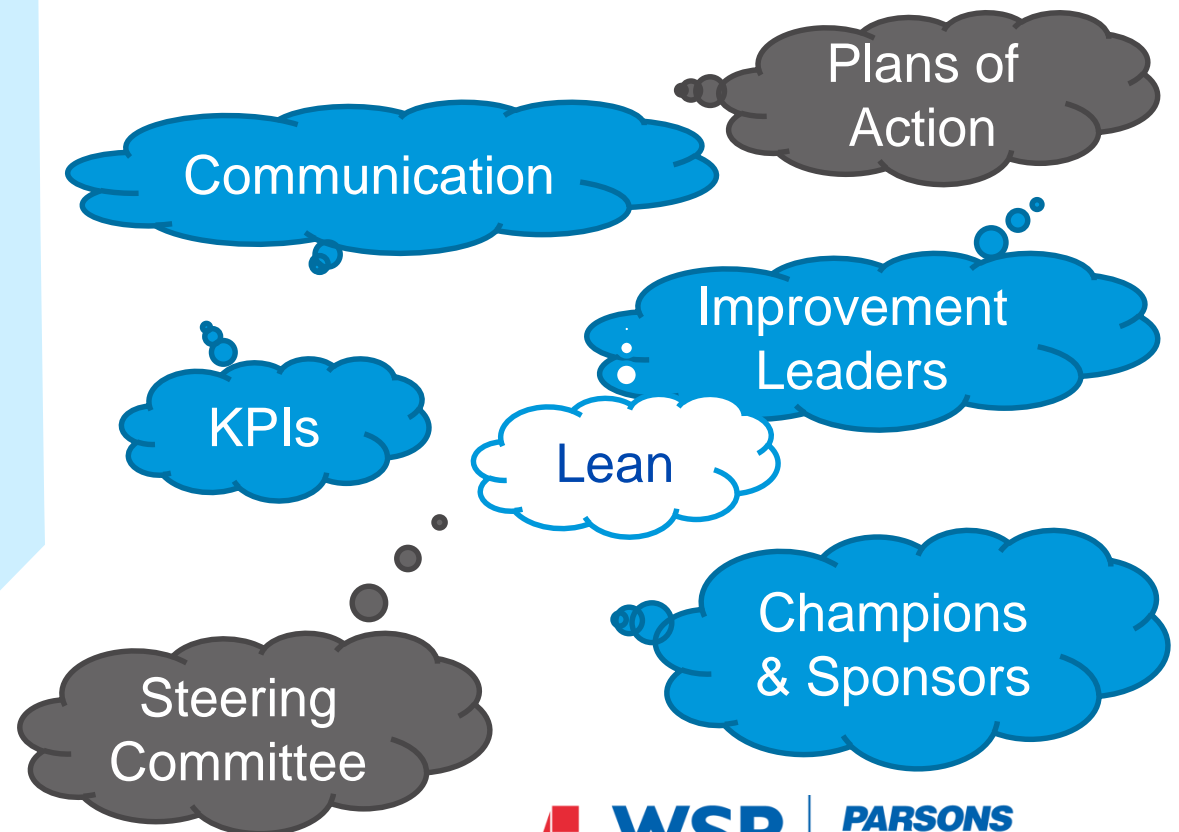 Plans of
Action
Communication
Improvement
Leaders
KPIs
Lean
Champions
& Sponsors
Steering
Committee
WSP
PARSONS